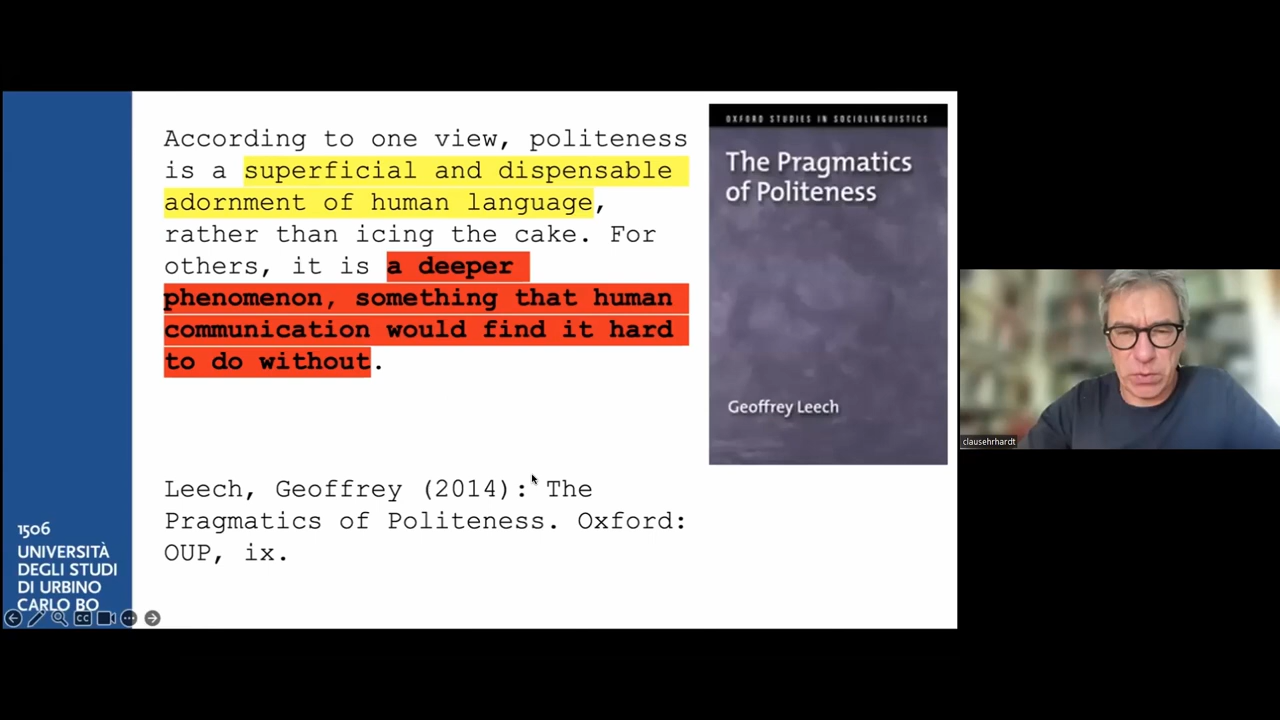 According to one view, politeness
is a superficial and dispensable
adornment of human language,
rather than icing the cake. For
others, it is a deeper
phenomenon, something that human
communication would find it hard
to do without.
Leech, Geoffrey (2014): The
Pragmatics of Politeness. Oxford:
OUP, ix.
OXFORD STUDIES IN SOCIOLINGUISTICS
The Pragmatics
of Politeness
Geoffrey Leech
1506
UNIVERSITÀ
DEGLI STUDI
DI URBINO
CARLO BO
CC
clausehrhardt